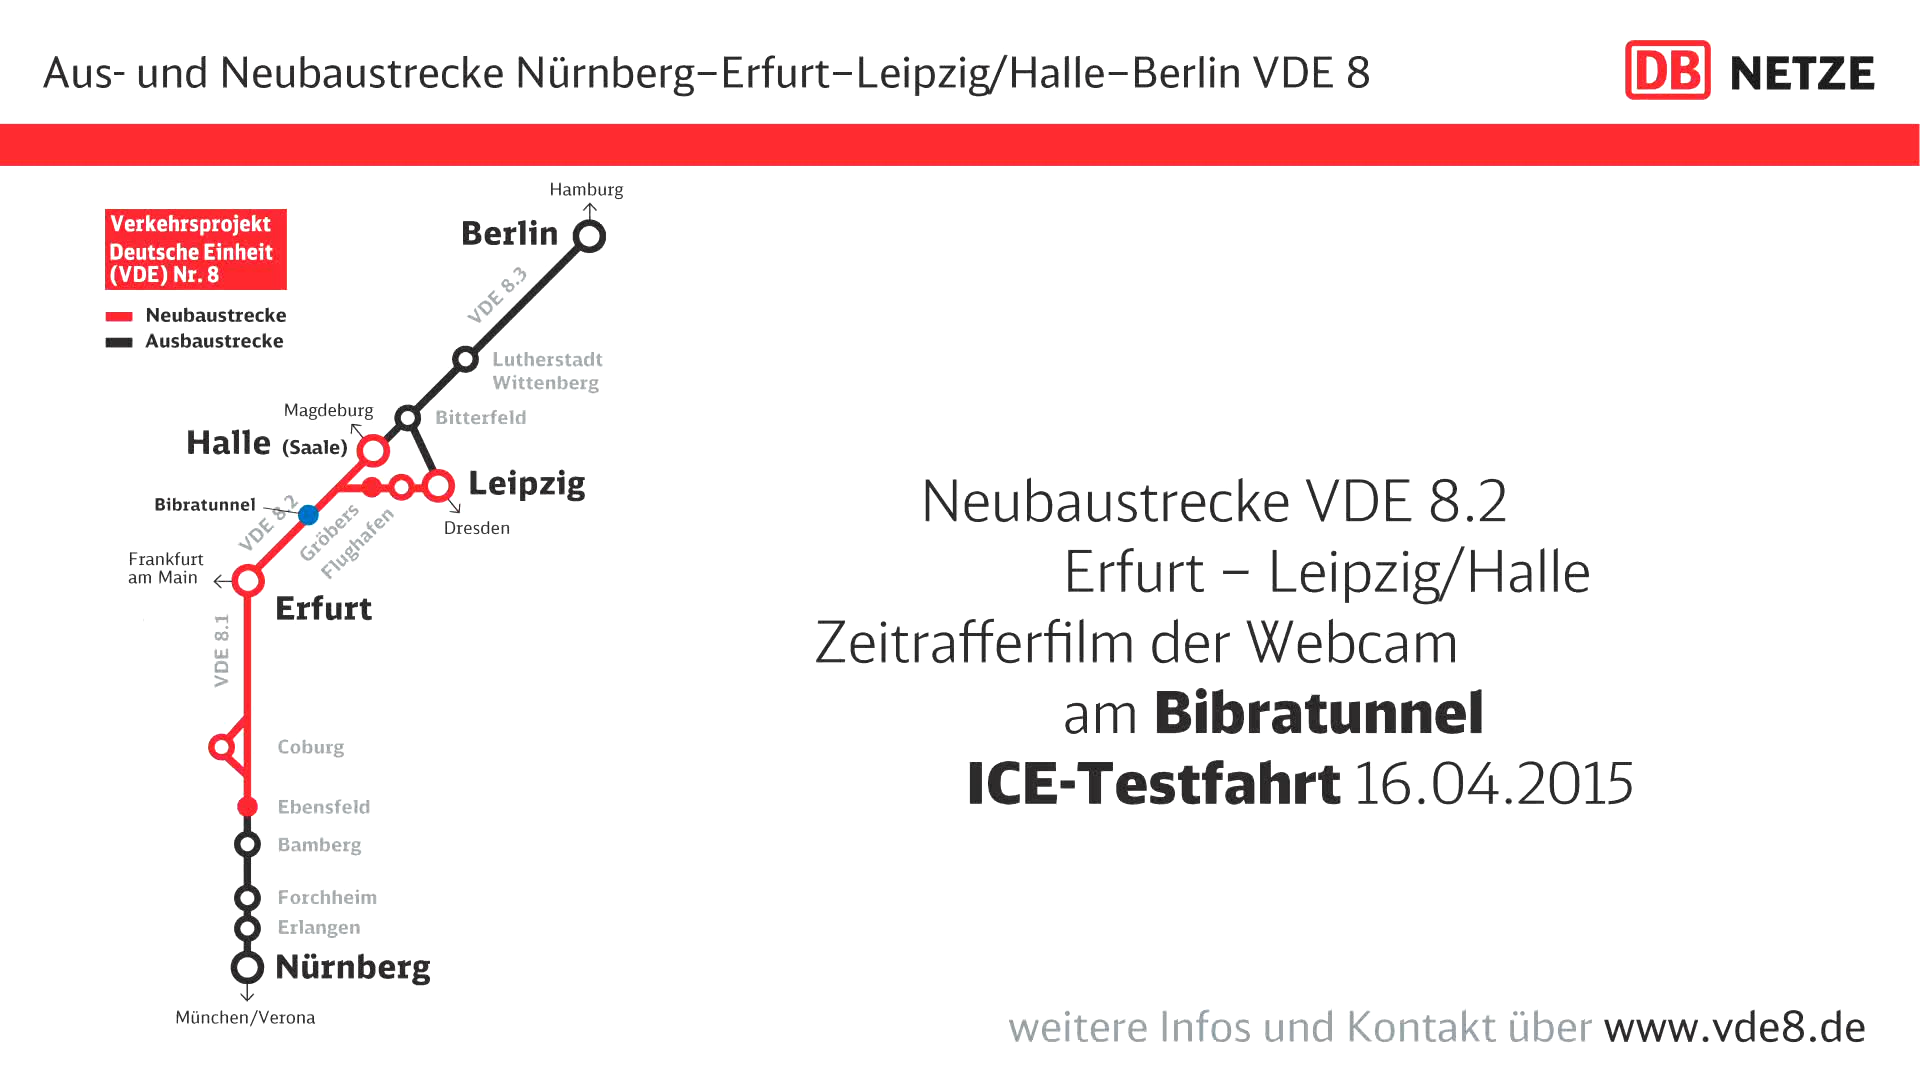 Aus- und Neubaustrecke Nürnberg–Erfurt–Leipzig/Halle–Berlin VDE 8
DB NETZE
Verkehrsprojekt
Deutsche Einheit
(VDE) Nr. 8
Neubaustrecke
Ausbaustrecke
Hamburg
Berlin
VDE 8.3
Lutherstadt
Wittenberg
Magdeburg
Bitterfeld
Halle (Saale)
Leipzig
Bibratunnel
VDE 8.2
Gröbers
Flughafen
Dresden
Frankfurt
am Main
Erfurt
VDE 8.1
Coburg
Ebensfeld
Bamberg
Forchheim
Erlangen
Nürnberg
München/Verona
Neubaustrecke VDE 8.2
Erfurt – Leipzig/Halle
Zeitrafferfilm der Webcam
am Bibratunnel
ICE-Testfahrt 16.04.2015
weitere Infos und Kontakt über www.vde8.de